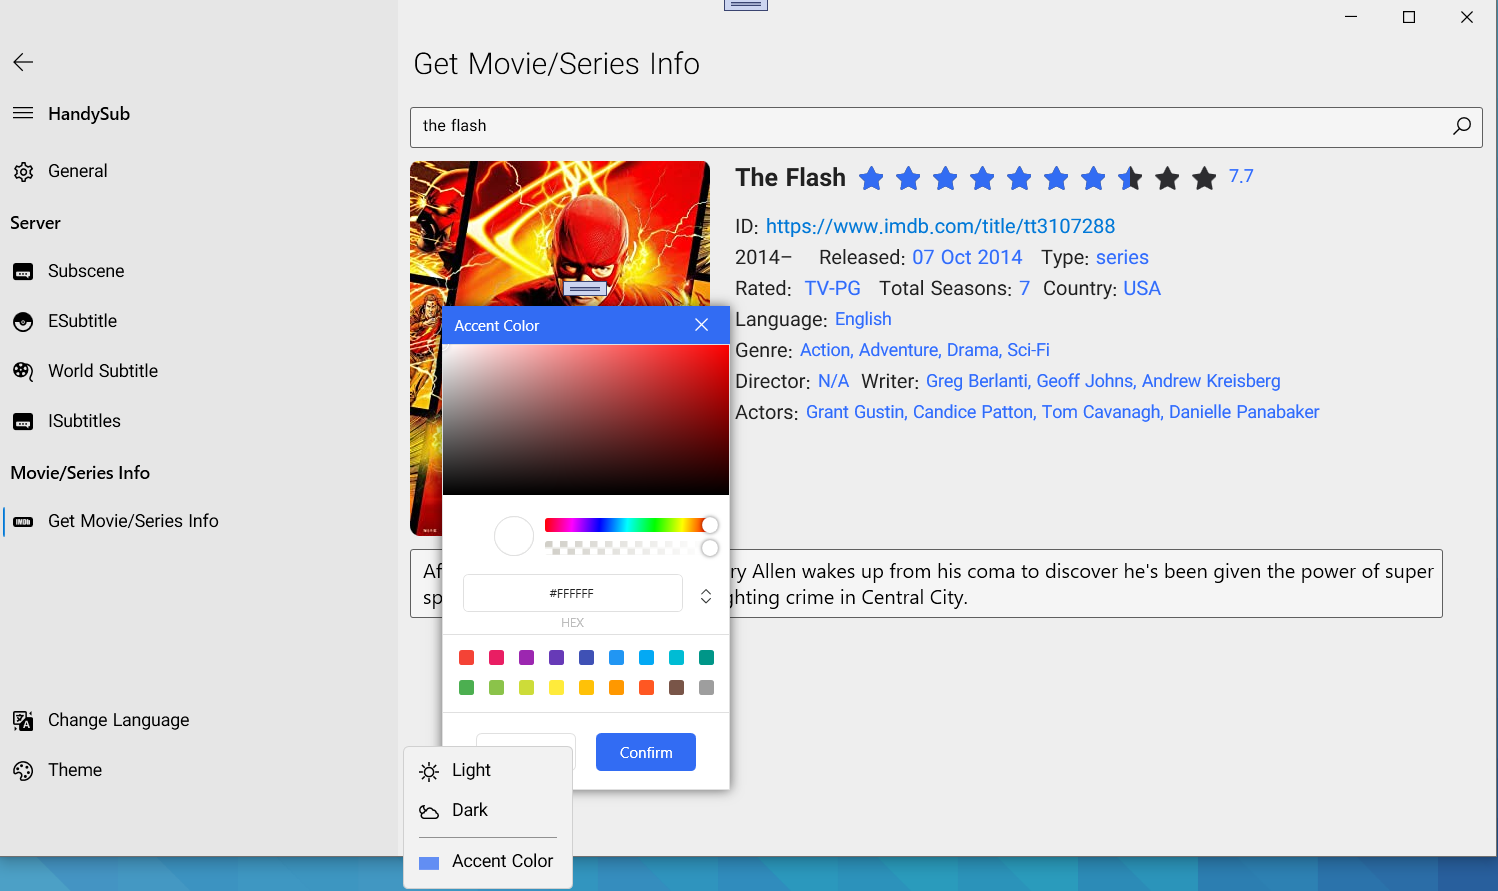 HandySub
General
Server
Subscene
ESubtitle
World Subtitle
ISubtitles
Movie/Series Info
IMDb Get Movie/Series Info
Change Language
Theme
Get Movie/Series Info
the flash
The Flash 7.7
ID: https://www.imdb.com/title/tt3107288
2014– Released: 07 Oct 2014 Type: series
Rated: TV-PG Total Seasons: 7 Country: USA
Language: English
Genre: Action, Adventure, Drama, Sci-Fi
Director: N/A Writer: Greg Berlanti, Geoff Johns, Andrew Kreisberg
Actors: Grant Gustin, Candice Patton, Tom Cavanagh, Danielle Panabaker
Af ry Allen wakes up from his coma to discover he's been given the power of super
sp ghting crime in Central City.
Accent Color
#FFFFFF
HEX
Confirm
Light
Dark
Accent Color